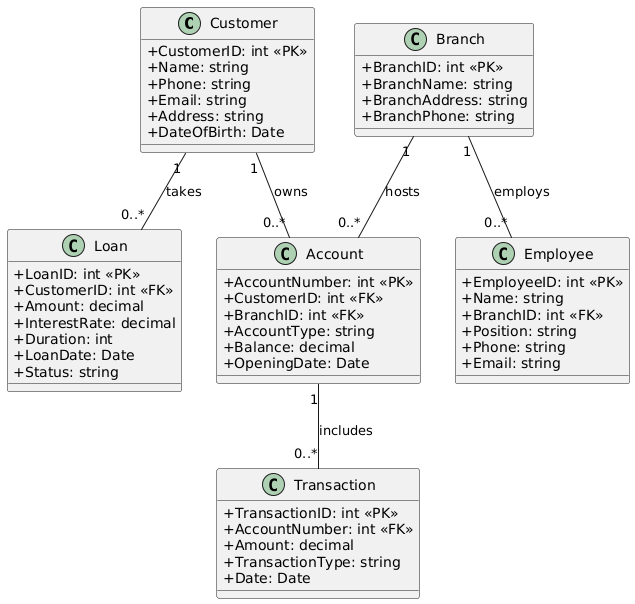 C Customer
+CustomerID: int «PK»
+Name: string
+Phone: string
+Email: string
+Address: string
+DateOfBirth: Date
C Branch
+BranchID: int «PK»
+BranchName: string
+BranchAddress: string
+BranchPhone: string
1
takes
0..*
1
owns
0..*
1
hosts
0..*
1
employs
0..*
C Loan
+LoanID: int «PK»
+CustomerID: int «FK»
+Amount: decimal
+InterestRate: decimal
+Duration: int
+LoanDate: Date
+Status: string
C Account
+AccountNumber: int «PK»
+CustomerID: int «FK»
+BranchID: int «FK»
+AccountType: string
+Balance: decimal
+OpeningDate: Date
C Employee
+EmployeeID: int «PK»
+Name: string
+BranchID: int «FK»
+Position: string
+Phone: string
+Email: string
1
includes
0..*
C Transaction
+TransactionID: int «PK»
+AccountNumber: int «FK»
+Amount: decimal
+TransactionType: string
+Date: Date